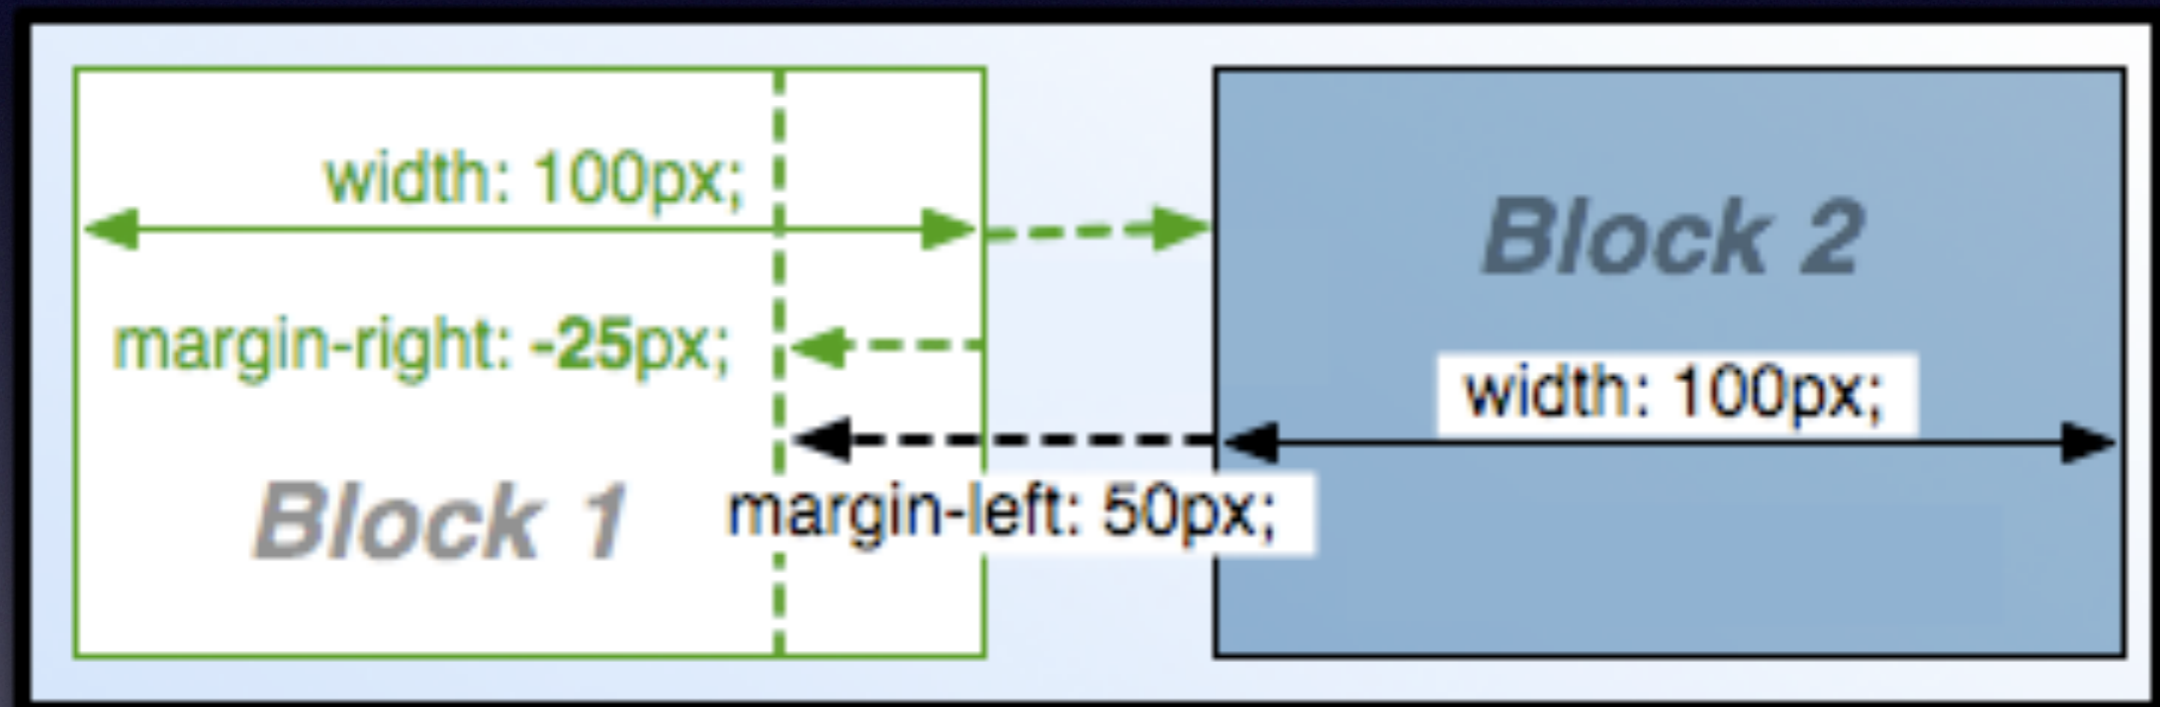 width: 100px;
margin-right: -25px;
Block 1
margin-left: 50px;
Block 2
width: 100px;